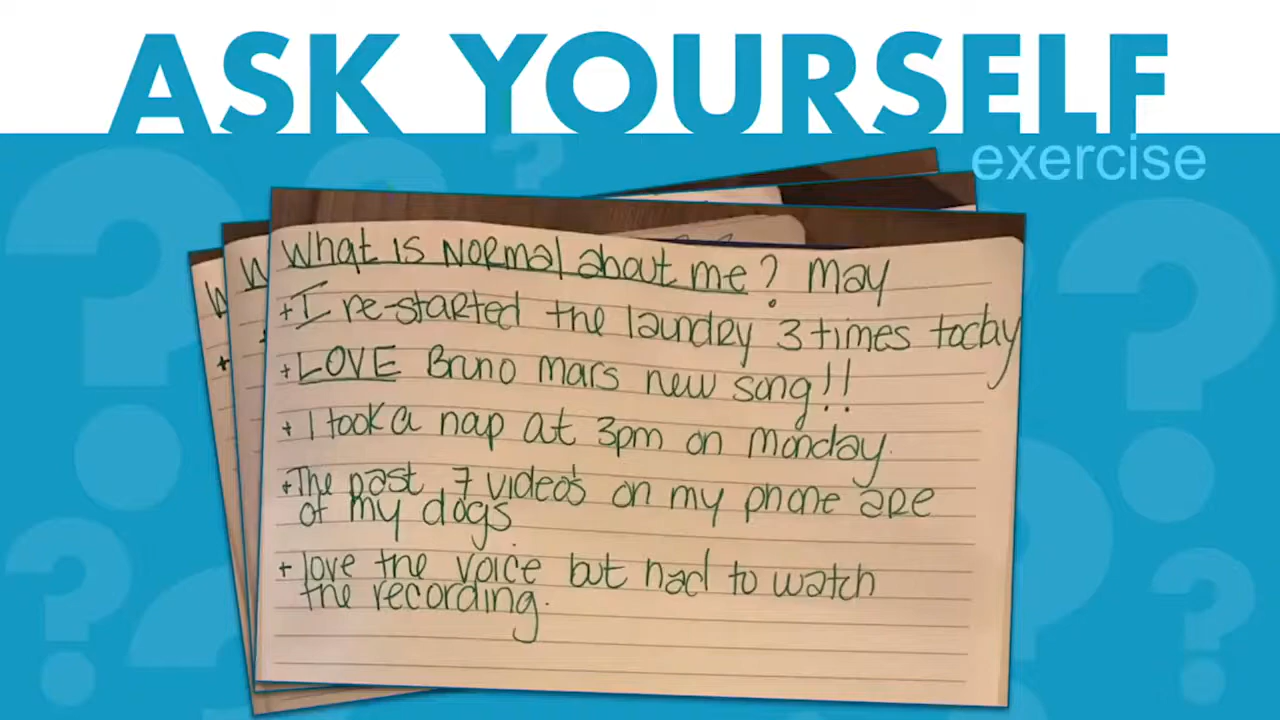 ASK YOURSELF
exercise
What is Normal about me? May
+ I re-started the laundry 3 times today
+ LOVE Bruno Mars new song!!
+ I took a nap at 3pm on Monday.
+ The past 7 videos on my phone are
of my dogs
+ love the voice but had to watch
the recording.